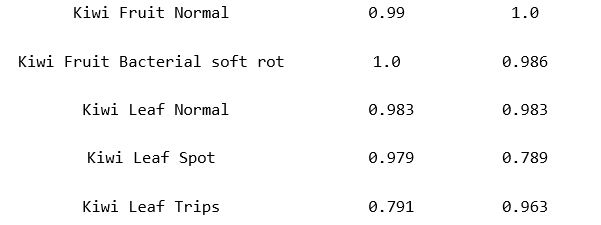 Kiwi Fruit Normal 0.99 1.0
Kiwi Fruit Bacterial soft rot 1.0 0.986
Kiwi Leaf Normal 0.983 0.983
Kiwi Leaf Spot 0.979 0.789
Kiwi Leaf Trips 0.791 0.963